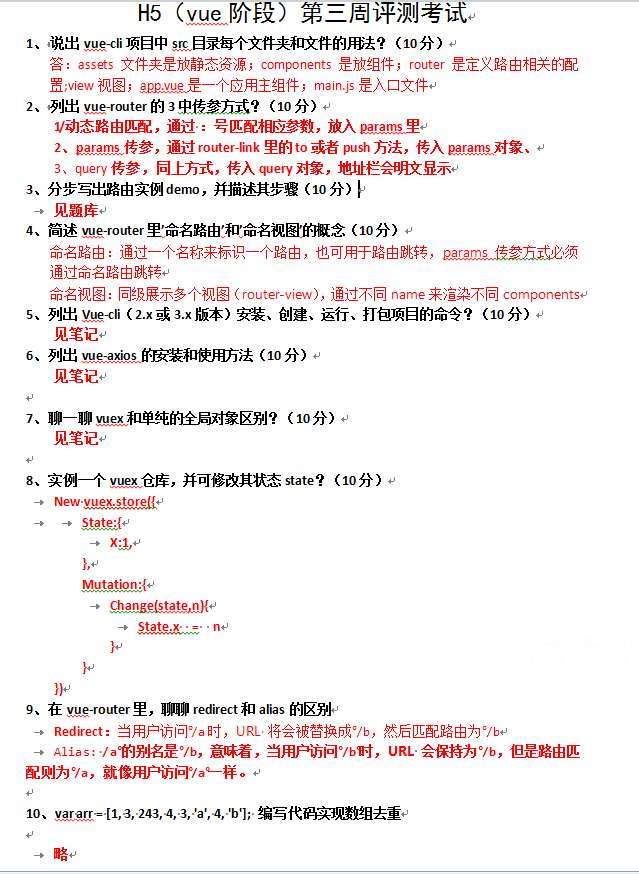 H5（vue 阶段）第三周评测考试
1、说出 vue-cli 项目中 src 目录每个文件夹和文件的用法？（10 分）
答：assets 文件夹是放静态资源；components 是放组件；router 是定义路由相关的配
置;view 视图；app.vue 是一个应用主组件；main.js 是入口文件
2、列出 vue-router 的 3 中传参方式？（10 分）
1/动态路由匹配，通过 ：号匹配相应参数，放入 params 里
2、params 传参，通过 router-link 里的 to 或者 push 方法，传入 params 对象、
3、query 传参，同上方式，传入 query 对象，地址栏会明文显示
3、分步写出路由实例 demo，并描述其步骤（10 分）
见题库
4、简述 vue-router 里'命名路由'和'命名视图'的概念（10 分）
命名路由：通过一个名称来标识一个路由，也可用于路由跳转，params 传参方式必须
通过命名路由跳转
命名视图：同级展示多个视图（router-view），通过不同 name 来渲染不同 components
5、列出 Vue-cli（2.x 或 3.x 版本）安装、创建、运行、打包项目的命令？（10 分）
见笔记
6、列出 vue-axios 的安装和使用方法（10 分）
见笔记
7、聊一聊 vuex 和单纯的全局对象区别？（10 分）
见笔记
8、实例一个 vuex 仓库，并可修改其状态 state？（10 分）
New vuex.store({
State:{
X:1,
},
Mutation:{
Change(state,n){
State.x = n
}
}
})
9、在 vue-router 里，聊聊 redirect 和 alias 的区别
Redirect：当用户访问 /a 时，URL 将会被替换成 /b，然后匹配路由为 /b
Alias: /a 的别名是 /b，意味着，当用户访问 /b 时，URL 会保持为 /b，但是路由匹
配则为 /a，就像用户访问 /a 一样。
10、var arr = [1, 3, 243, 4, 3, 'a', 4, 'b']; 编写代码实现数组去重
略